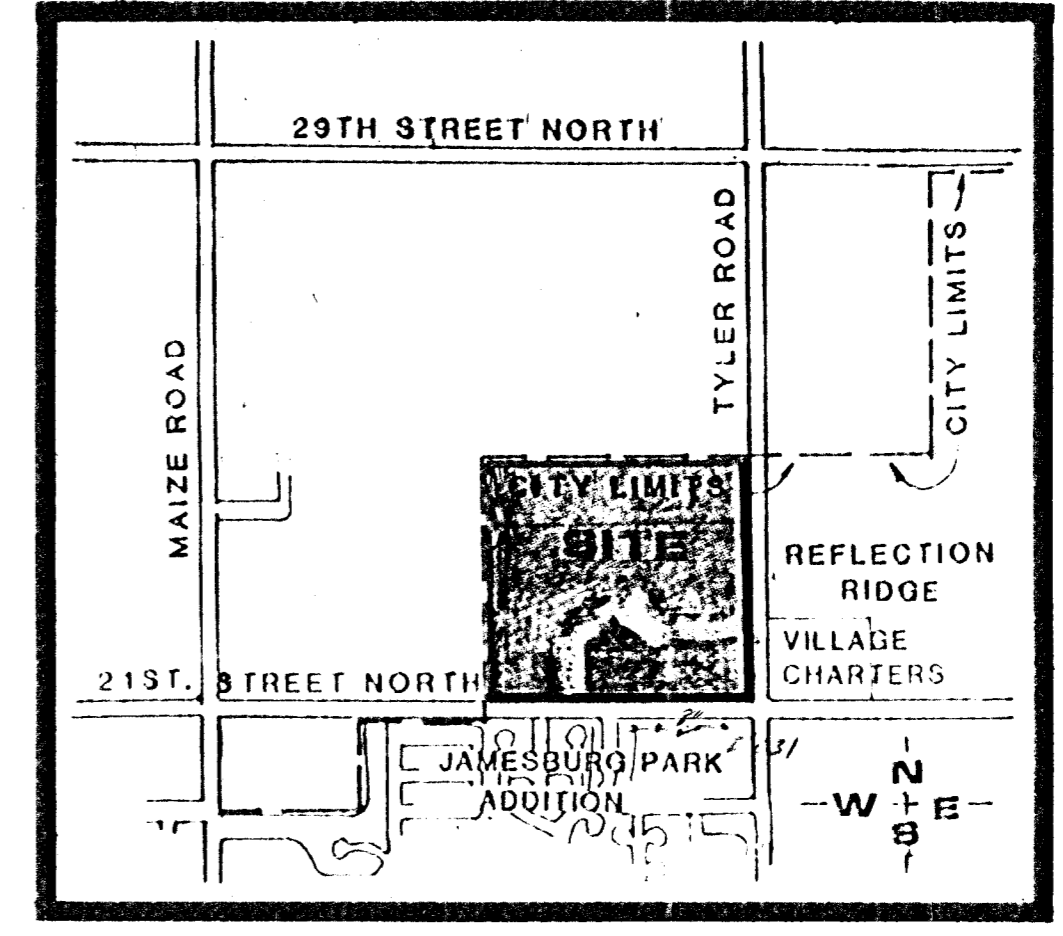 29TH STREET NORTH
TYLER ROAD
CITY LIMITS
MAIZE ROAD
CITY LIMITS
SITE
REFLECTION
RIDGE
VILLAGE
CHARTERS
21ST. STREET NORTH
JAMESBURG PARK
ADDITION
N
W E
S